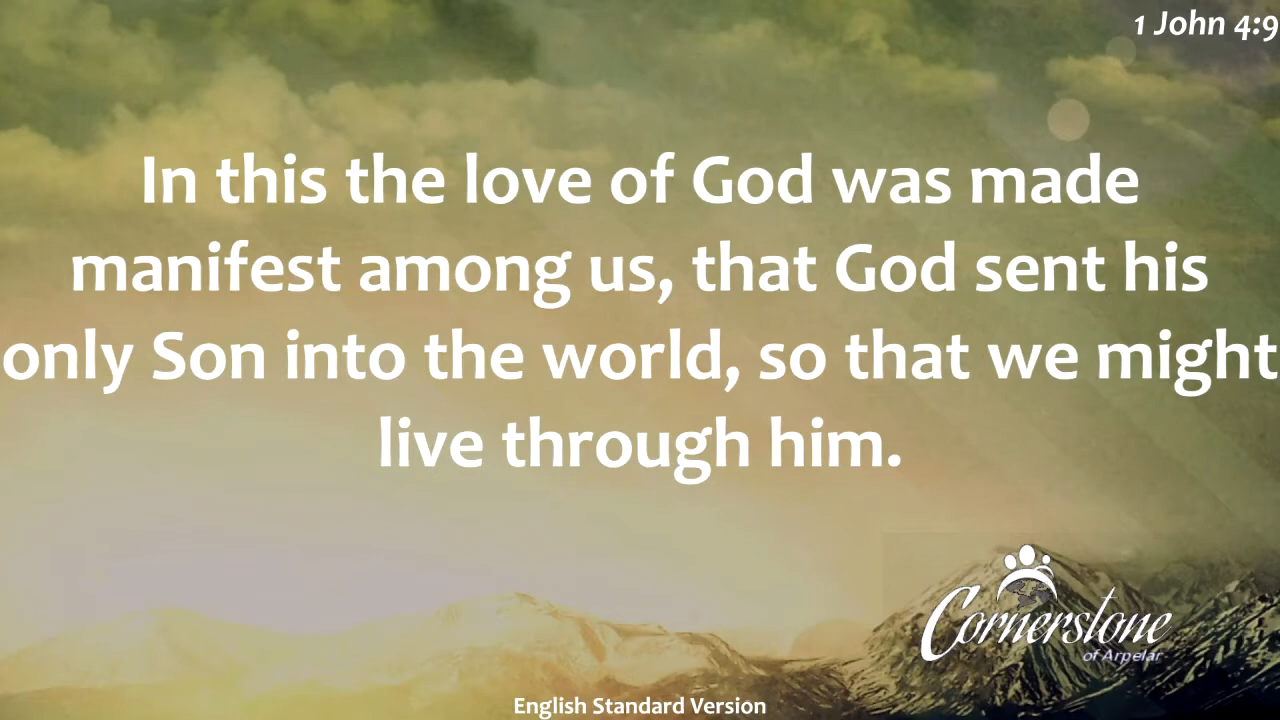 1 John 4:9
In this the love of God was made
manifest among us, that God sent his
only Son into the world, so that we might
live through him.
Cornerstone
of Arpelar
English Standard Version